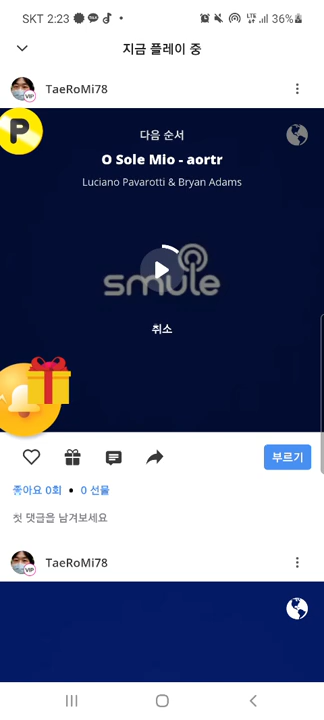 SKT 2:23
LTE
36%
지금 플레이 중
TaeRoMi78
VIP
P
다음 순서
O Sole Mio - aortr
Luciano Pavarotti & Bryan Adams
smule
취소
부르기
좋아요 0회 • 0 선물
첫 댓글을 남겨보세요
TaeRoMi78
VIP